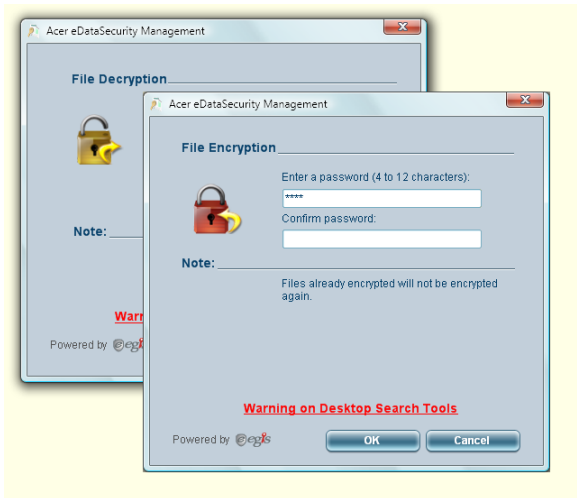 Acer eDataSecurity Management
File Decryption
Note:
Warr
Powered by egi
Acer eDataSecurity Management
File Encryption
Enter a password (4 to 12 characters):
****
Confirm password:
Note:
Files already encrypted will not be encrypted
again.
Warning on Desktop Search Tools
Powered by egis
OK
Cancel